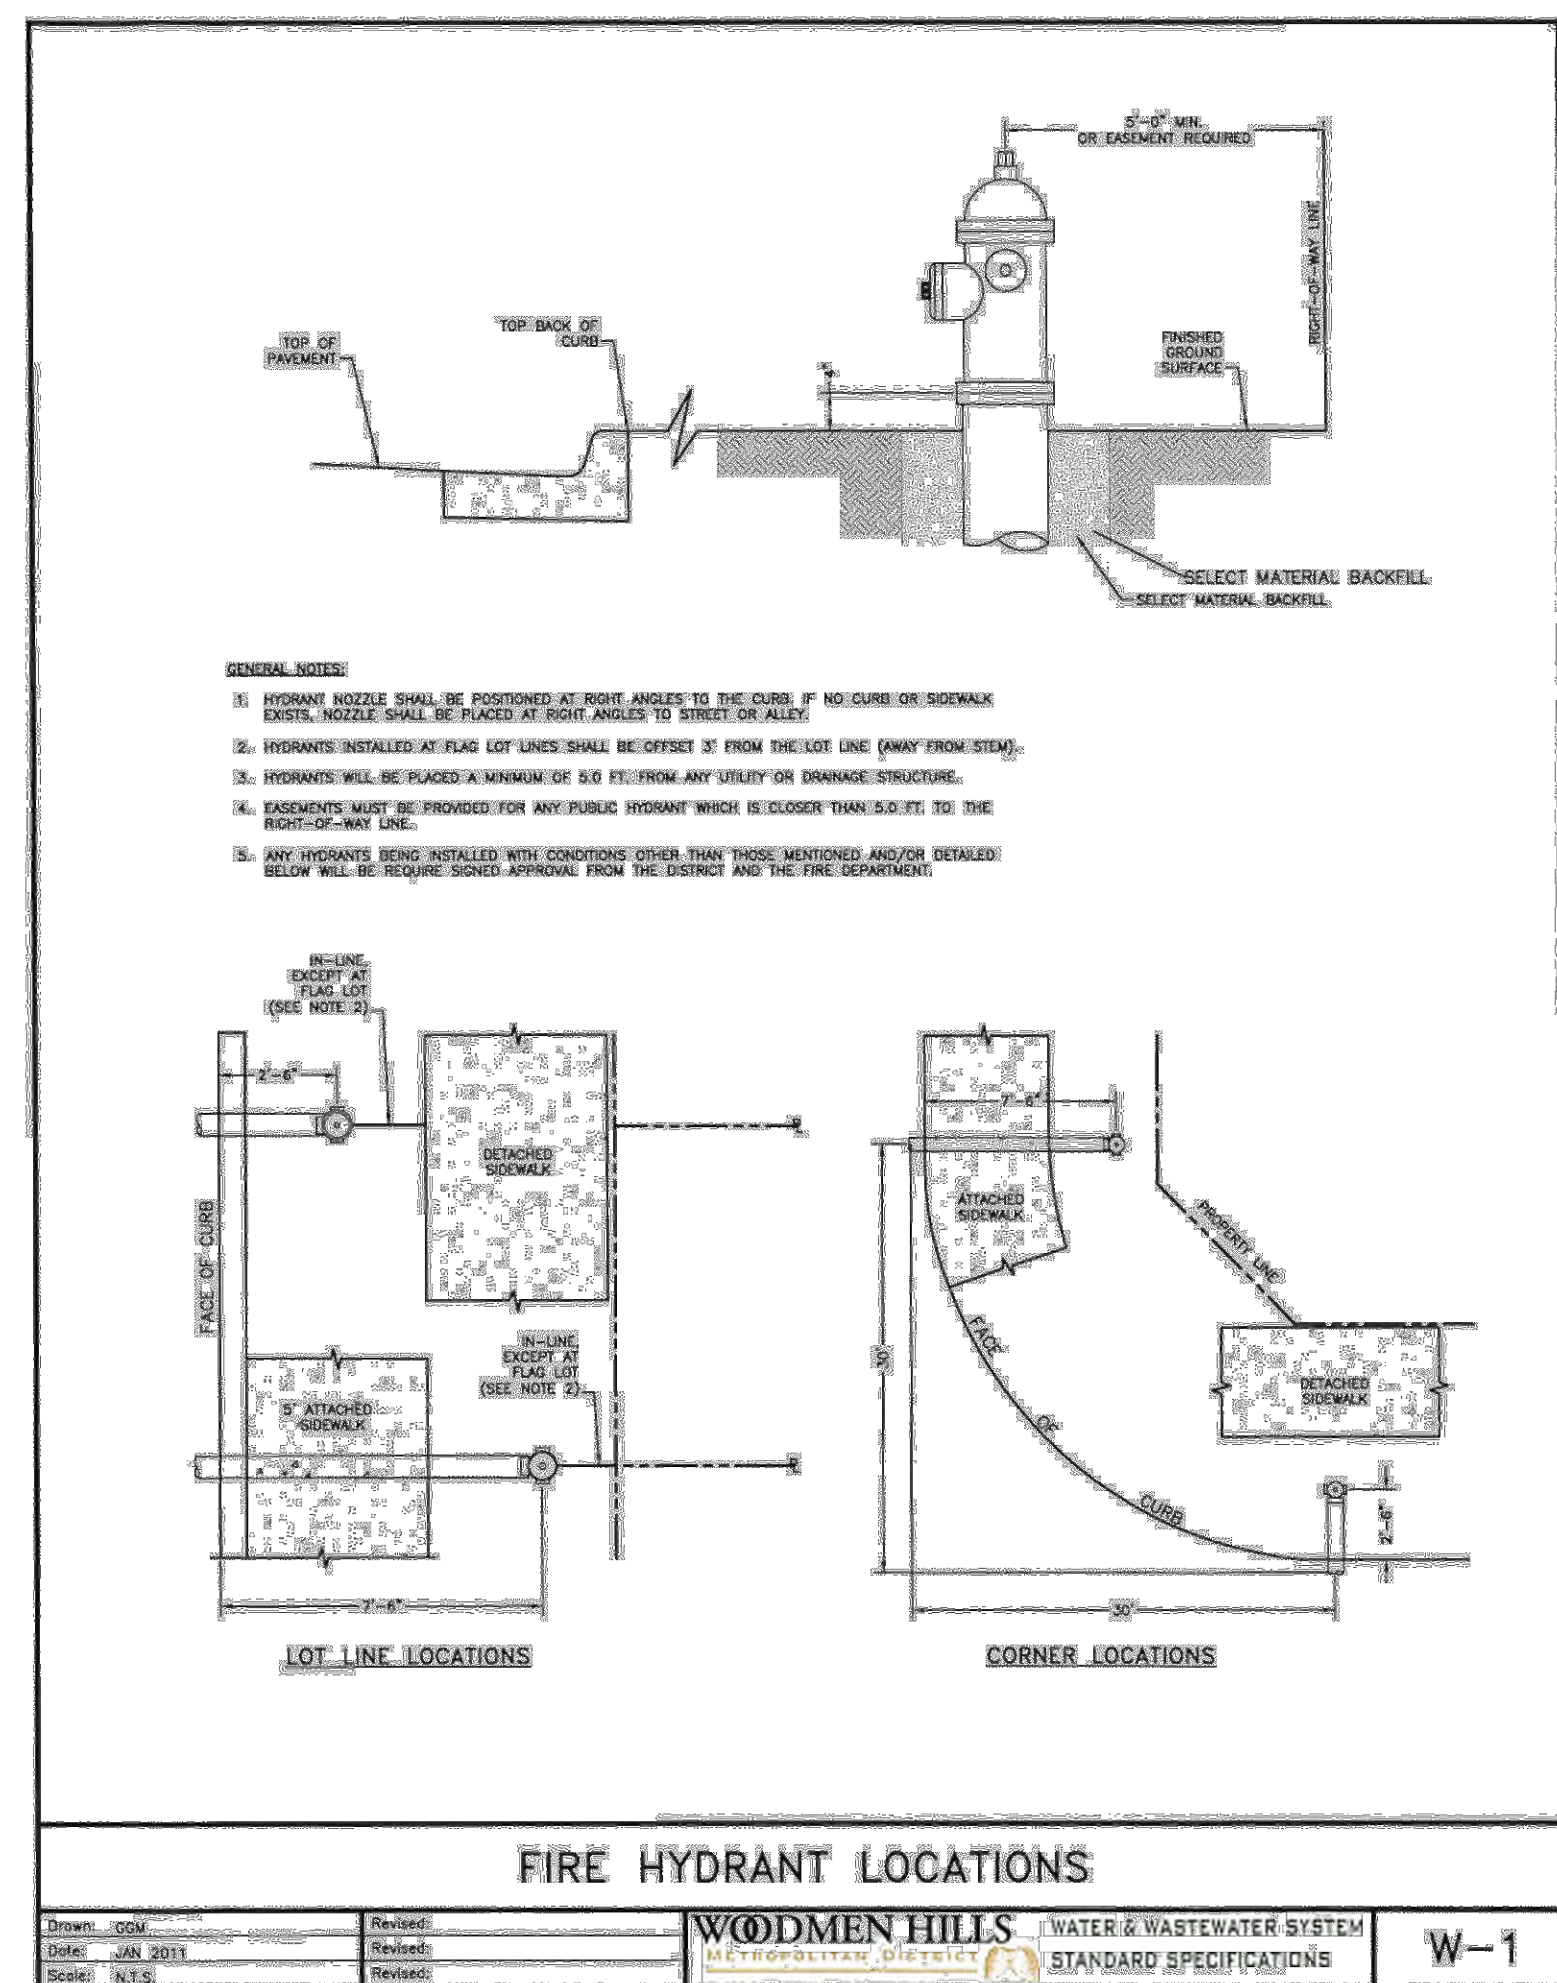 5'-0" MIN.
OR EASEMENT REQUIRED
RIGHT-OF-WAY LINE
TOP BACK OF
CURB
TOP OF
PAVEMENT
FINISHED
GROUND
SURFACE
SELECT MATERIAL BACKFILL
SELECT MATERIAL BACKFILL
GENERAL NOTES:
1. HYDRANT NOZZLE SHALL BE POSITIONED AT RIGHT ANGLES TO THE CURB. IF NO CURB OR SIDEWALK
EXISTS, NOZZLE SHALL BE PLACED AT RIGHT ANGLES TO STREET OR ALLEY.
2. HYDRANTS INSTALLED AT FLAG LOT LINES SHALL BE OFFSET 3' FROM THE LOT LINE (AWAY FROM STEM).
3. HYDRANTS WILL BE PLACED A MINIMUM OF 5.0 FT. FROM ANY UTILITY OR DRAINAGE STRUCTURE.
4. EASEMENTS MUST BE PROVIDED FOR ANY PUBLIC HYDRANT WHICH IS CLOSER THAN 5.0 FT. TO THE
RIGHT-OF-WAY LINE.
5. ANY HYDRANTS BEING INSTALLED WITH CONDITIONS OTHER THAN THOSE MENTIONED AND/OR DETAILED
BELOW WILL BE REQUIRE SIGNED APPROVAL FROM THE DISTRICT AND THE FIRE DEPARTMENT.
IN-LINE,
EXCEPT AT
FLAG LOT
(SEE NOTE 2)
2'-6"
DETACHED
SIDEWALK
FACE OF CURB
IN-LINE,
EXCEPT AT
FLAG LOT
(SEE NOTE 2)
5' ATTACHED
SIDEWALK
7'-6"
LOT LINE LOCATIONS
7'-6"
ATTACHED
SIDEWALK
PROPERTY LINE
30'
FACE OF CURB
DETACHED
SIDEWALK
2'-6"
30'
CORNER LOCATIONS
FIRE HYDRANT LOCATIONS
Drawn: GGM
Date: JAN 2011
Scale: N.T.S.
Revised:
Revised:
Revised:
WOODMEN HILLS
METROPOLITAN DISTRICT
WATER & WASTEWATER SYSTEM
STANDARD SPECIFICATIONS
W-1